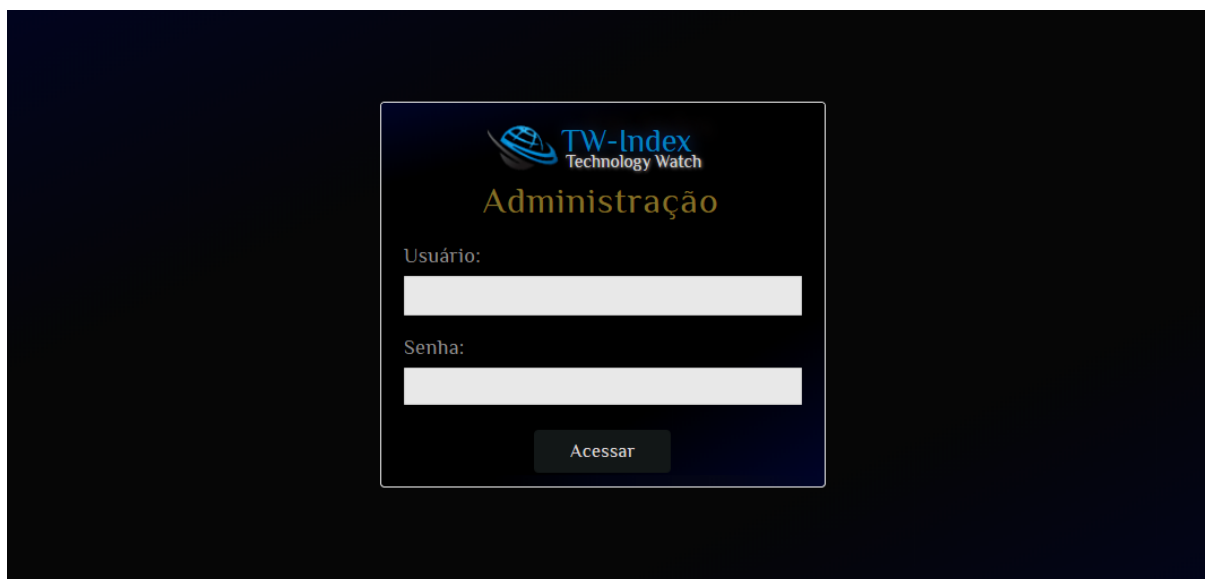 TW-Index
Technology Watch
Administração
Usuário:
Senha:
Acessar